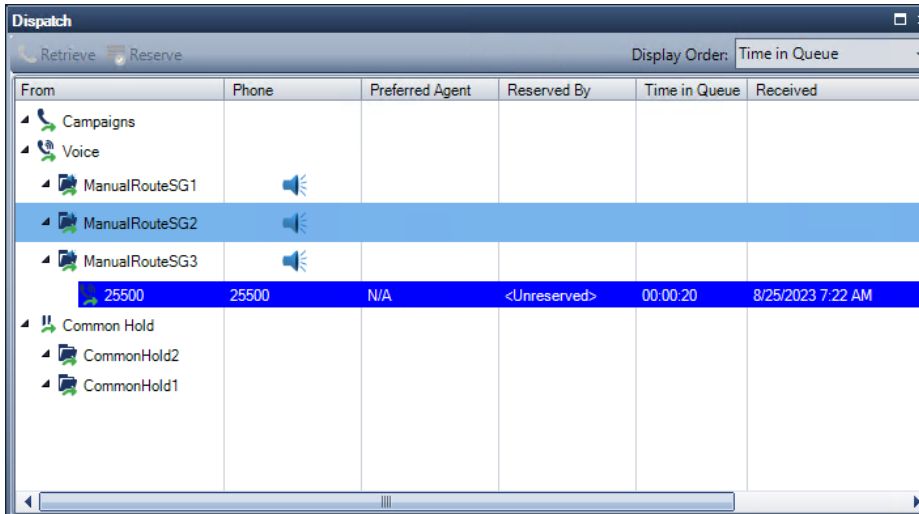 Dispatch
Retrieve Reserve Display Order: Time in Queue
From Phone Preferred Agent Reserved By Time in Queue Received
Campaigns
Voice
ManualRouteSG1
ManualRouteSG2
ManualRouteSG3
25500 25500 N/A <Unreserved> 00:00:20 8/25/2023 7:22 AM
Common Hold
CommonHold2
CommonHold1